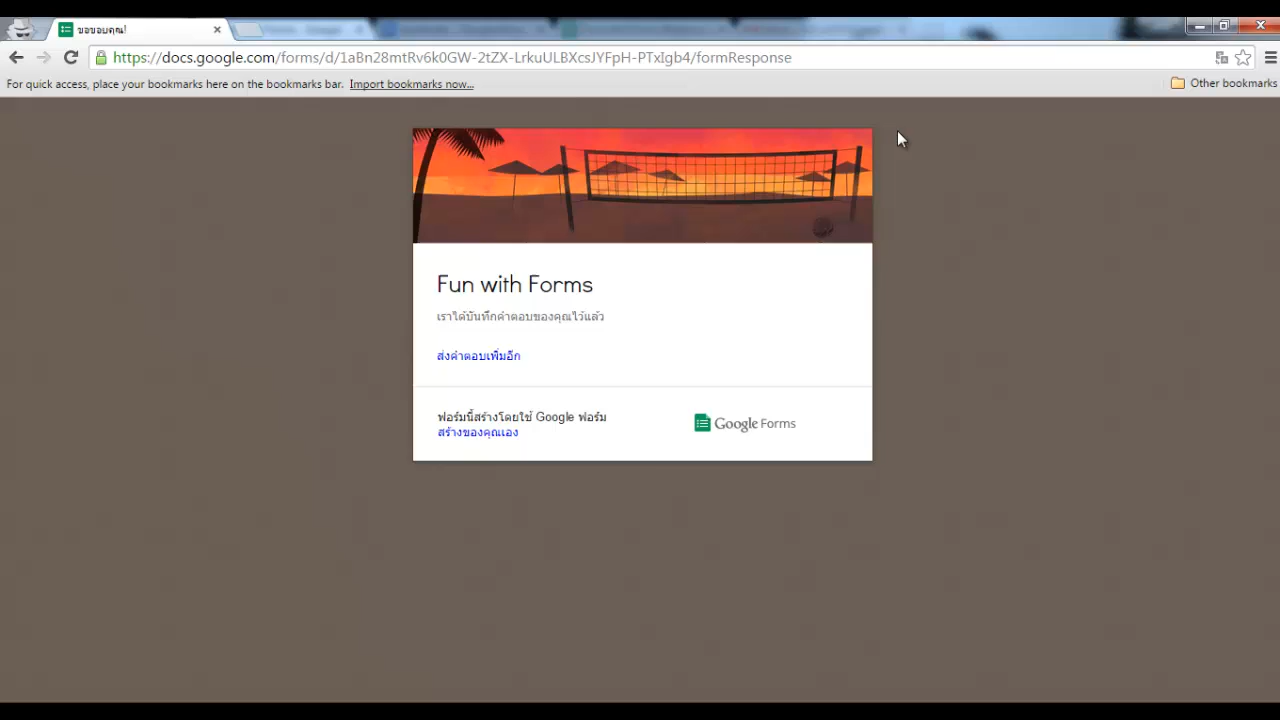 ขอขอบคุณ!
https://docs.google.com/forms/d/1aBn28mtRv6k0GW-2tZX-LrkuULBXcsJYFpH-PTxIgb4/formResponse
For quick access, place your bookmarks here on the bookmarks bar. Import bookmarks now...
Other bookmarks
Fun with Forms
เราได้บันทึกคำตอบของคุณไว้แล้ว
ส่งคำตอบเพิ่มอีก
ฟอร์มนี้สร้างโดยใช้ Google ฟอร์ม
สร้างของคุณเอง
Google Forms